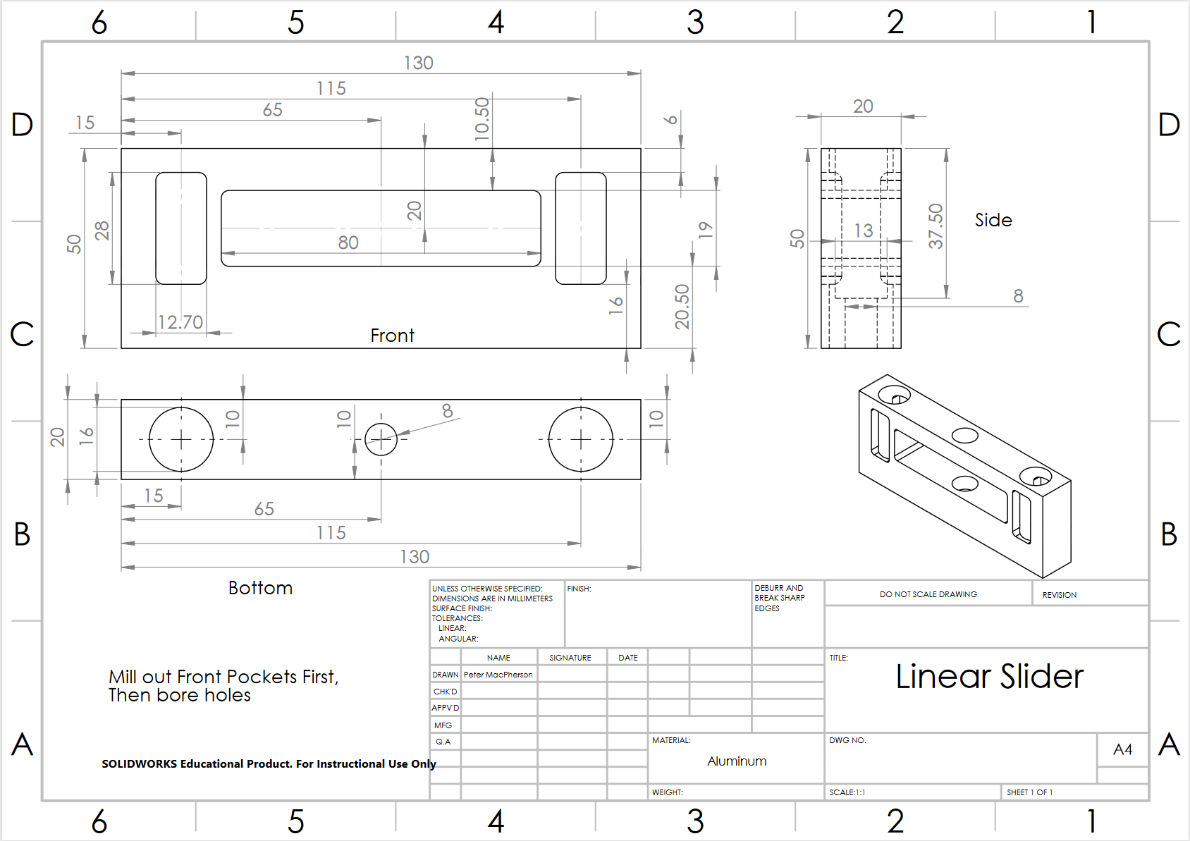 6 5 4 3 2 1
130
115
65
15
10.50
6
20
D D
50
28
20
80
19
12.70
16
20.50
Front
50
13
37.50
8
Side
C C
20
16
10
10
8
10
15
65
115
130
Bottom
B B
Mill out Front Pockets First,
Then bore holes
SOLIDWORKS Educational Product. For Instructional Use Only
A A
UNLESS OTHERWISE SPECIFIED:
DIMENSIONS ARE IN MILLIMETERS
SURFACE FINISH:
TOLERANCES:
LINEAR:
ANGULAR:
FINISH:
DEBURR AND
BREAK SHARP
EDGES
DO NOT SCALE DRAWING
REVISION
NAME SIGNATURE DATE
DRAWN Peter MacPherson
CHK'D
APPV'D
MFG
Q.A
TITLE:
Linear Slider
MATERIAL:
Aluminum
DWG NO.
A4
WEIGHT:
SCALE:1:1
SHEET 1 OF 1
6 5 4 3 2 1